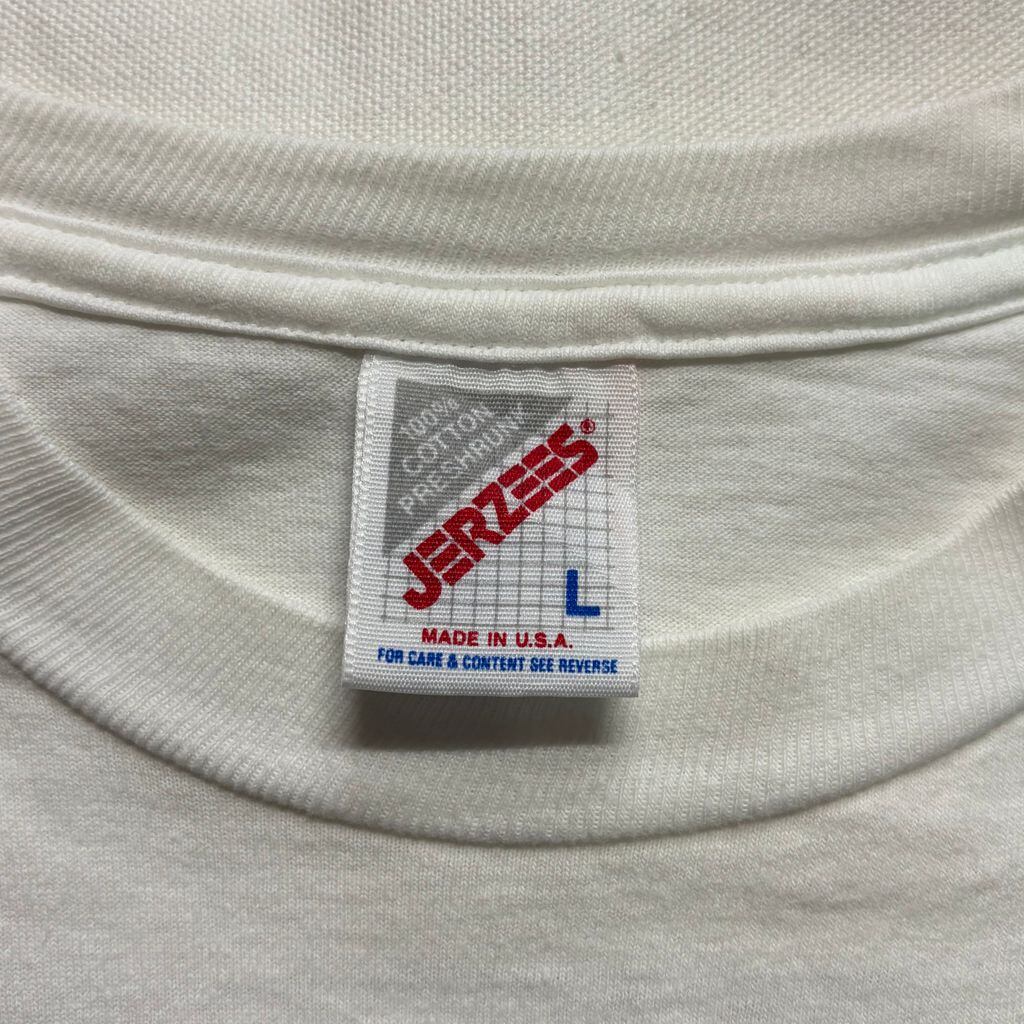 100%
COTTON
PRESHRUNK
JERZEES®
L
MADE IN U.S.A.
FOR CARE & CONTENT SEE REVERSE